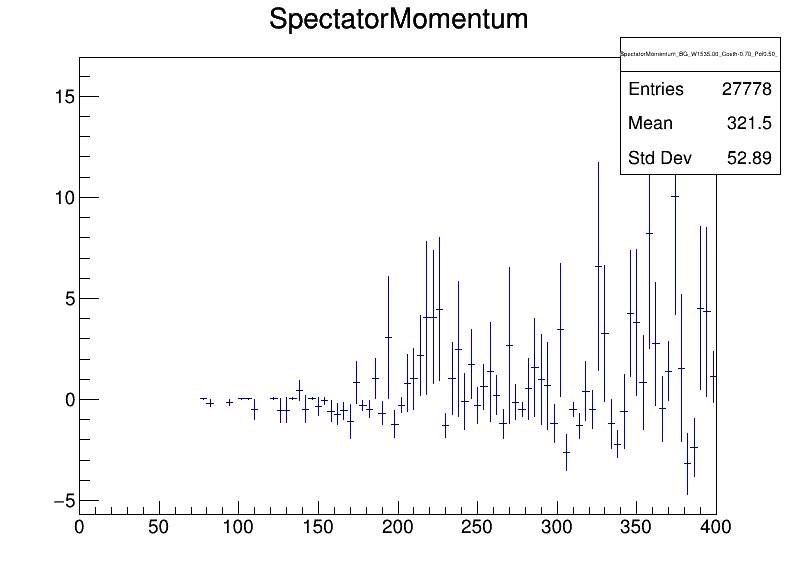 SpectatorMomentum
SpectatorMomentum_BG_W1535.00_Costh-0.70_Pol0.50_
Entries 27778
Mean 321.5
Std Dev 52.89
15
10
5
0
−5
0 50 100 150 200 250 300 350 400